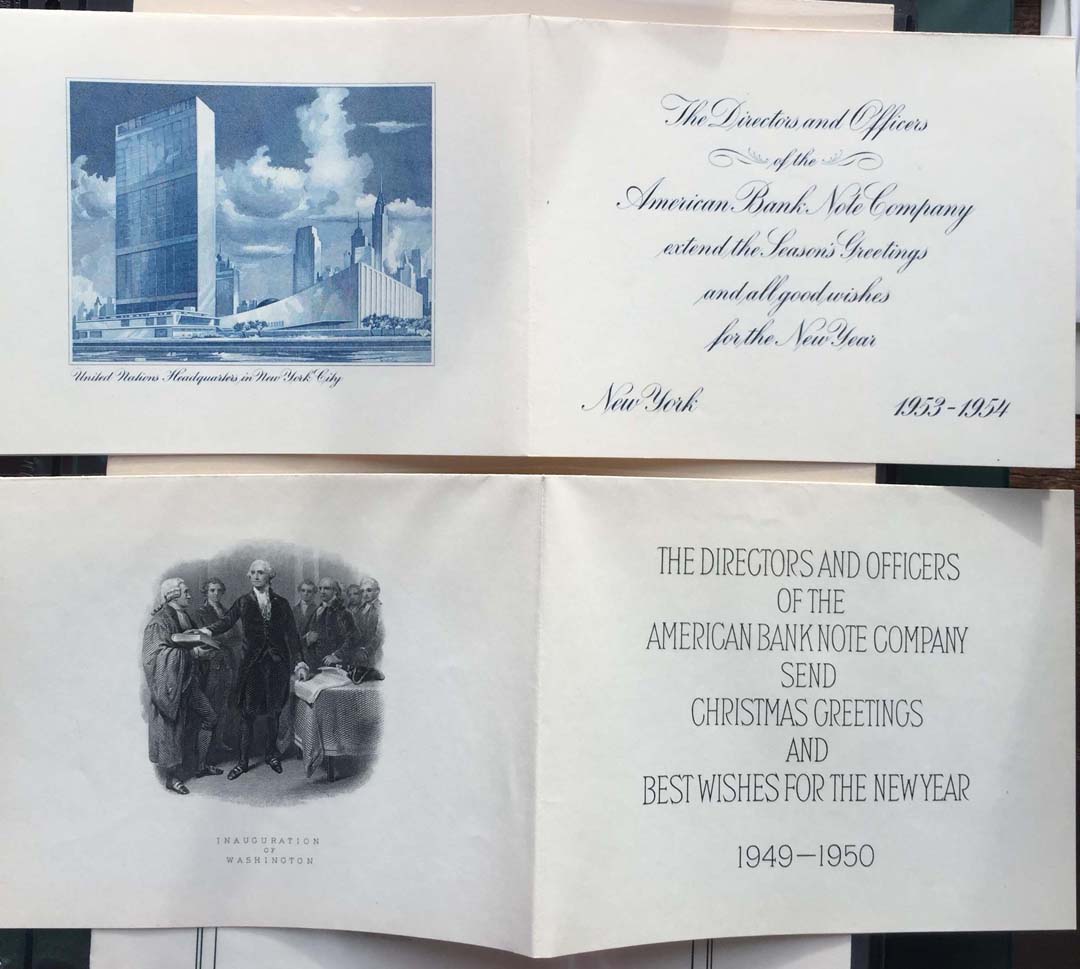 The Directors and Officers
of the
American Bank Note Company
extend the Season's Greetings
and all good wishes
for the New Year
New York 1953-1954
United Nations Headquarters in New York City
THE DIRECTORS AND OFFICERS
OF THE
AMERICAN BANK NOTE COMPANY
SEND
CHRISTMAS GREETINGS
AND
BEST WISHES FOR THE NEW YEAR
1949—1950
INAUGURATION
OF
WASHINGTON